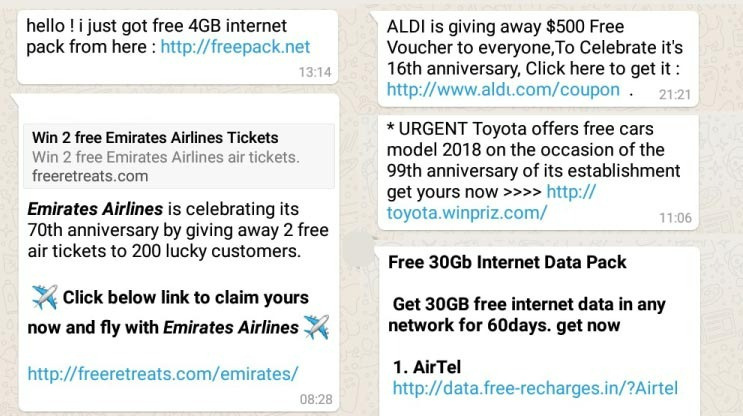 hello ! i just got free 4GB internet
pack from here : http://freepack.net
13:14
Win 2 free Emirates Airlines Tickets
Win 2 free Emirates Airlines air tickets.
freeretreats.com
Emirates Airlines is celebrating its
70th anniversary by giving away 2 free
air tickets to 200 lucky customers.
✈️ Click below link to claim yours
now and fly with Emirates Airlines ✈️
http://freeretreats.com/emirates/
08:28
ALDI is giving away $500 Free
Voucher to everyone,To Celebrate it's
16th anniversary, Click here to get it :
http://www.aldı.com/coupon .
21:21
* URGENT Toyota offers free cars
model 2018 on the occasion of the
99th anniversary of its establishment
get yours now >>>> http://
toyota.winpriz.com/
11:06
Free 30Gb Internet Data Pack
Get 30GB free internet data in any
network for 60days. get now
1. AirTel
http://data.free-recharges.in/?Airtel